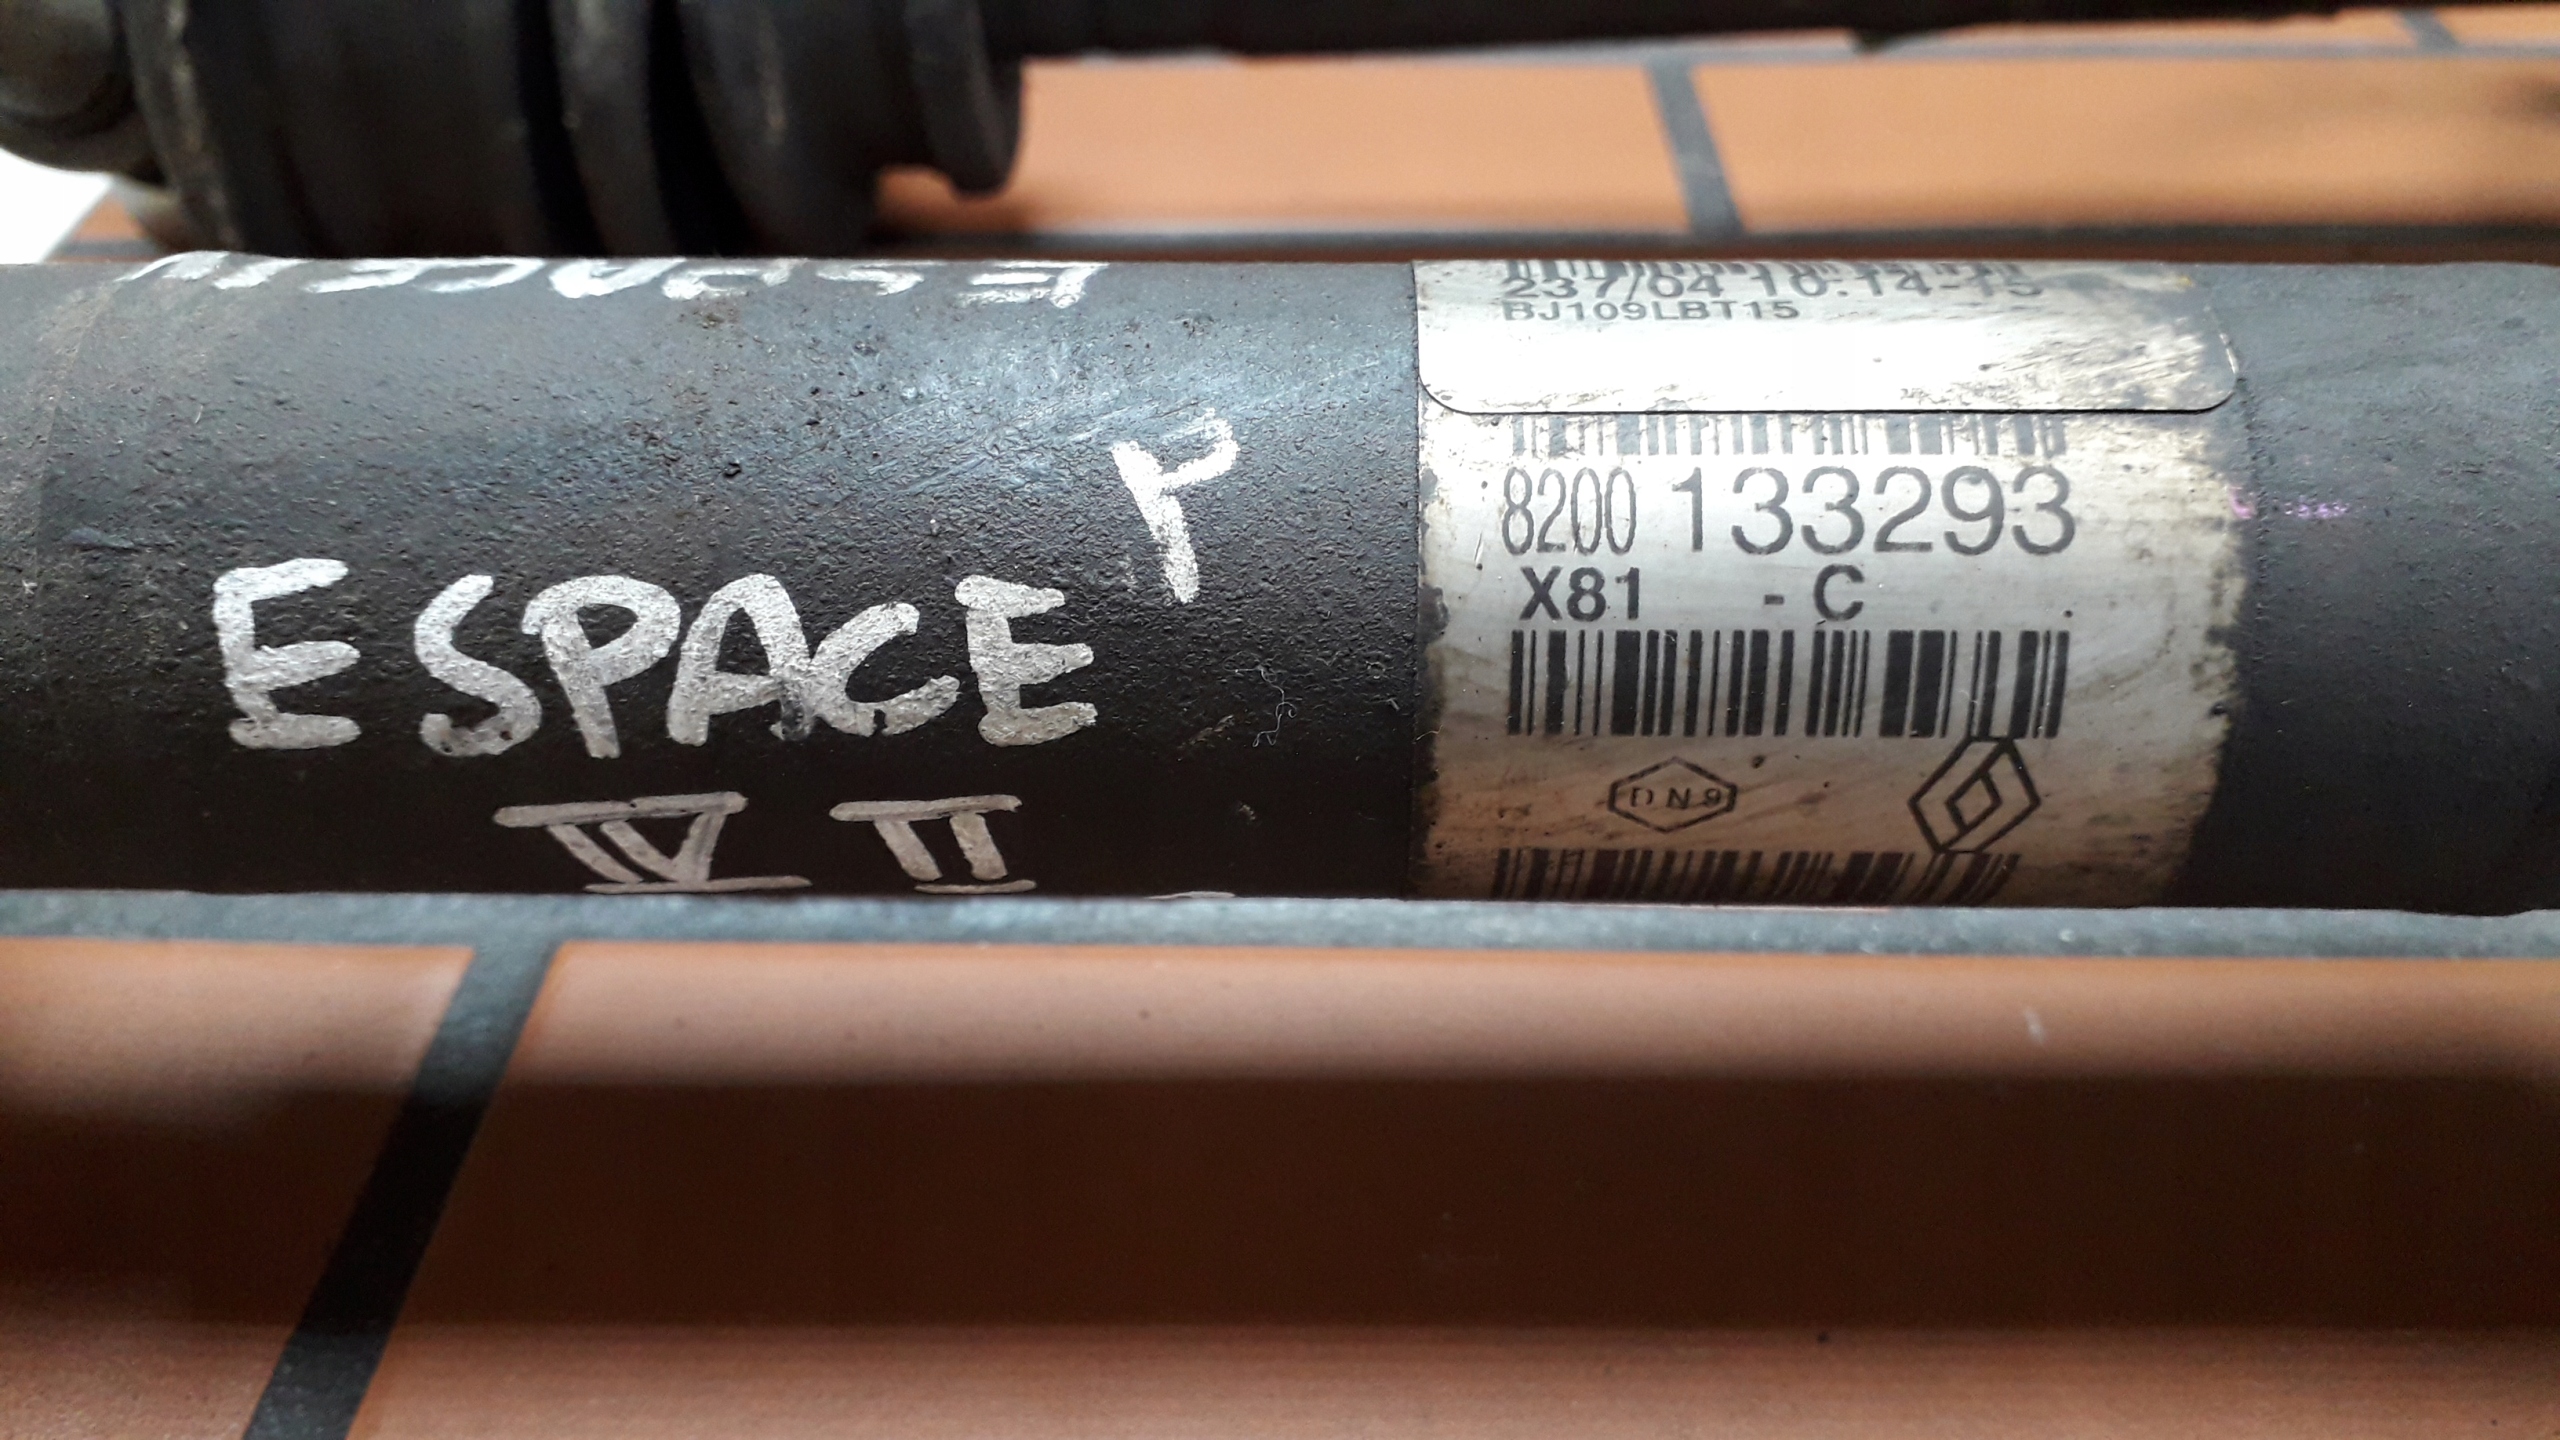 ESPACE
P
IV II
237/04 10:14-15
BJ109LBT15
8200 133293
X81 - C
DN9